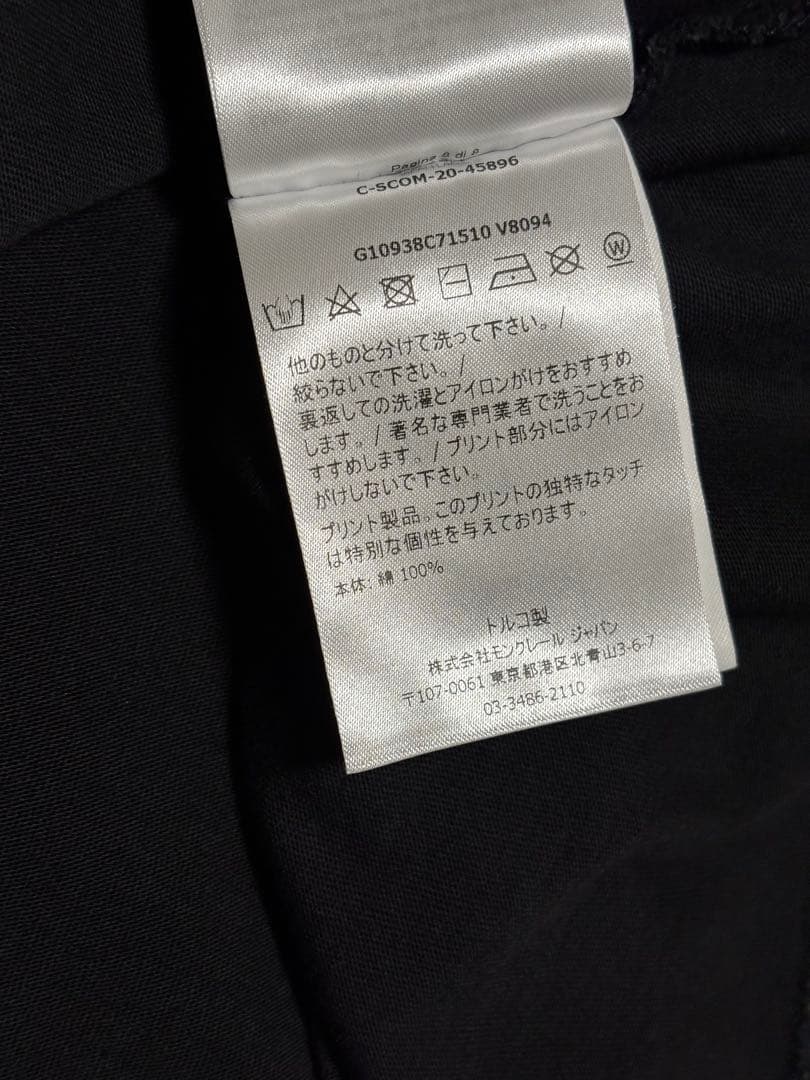 Pagina 8 di 8
C-SCOM-20-45896
G10938C71510 V8094
W
他のものと分けて洗って下さい。/
絞らないで下さい。/
裏返しての洗濯とアイロンがけをおすすめ
します。/ 著名な専門業者で洗うことをお
すすめします。/ プリント部分にはアイロン
がけしないで下さい。
プリント製品。このプリントの独特なタッチ
は特別な個性を与えております。
本体: 綿 100%
トルコ製
株式会社モンクレール ジャパン
〒107-0061 東京都港区北青山3-6-7
03-3486-2110